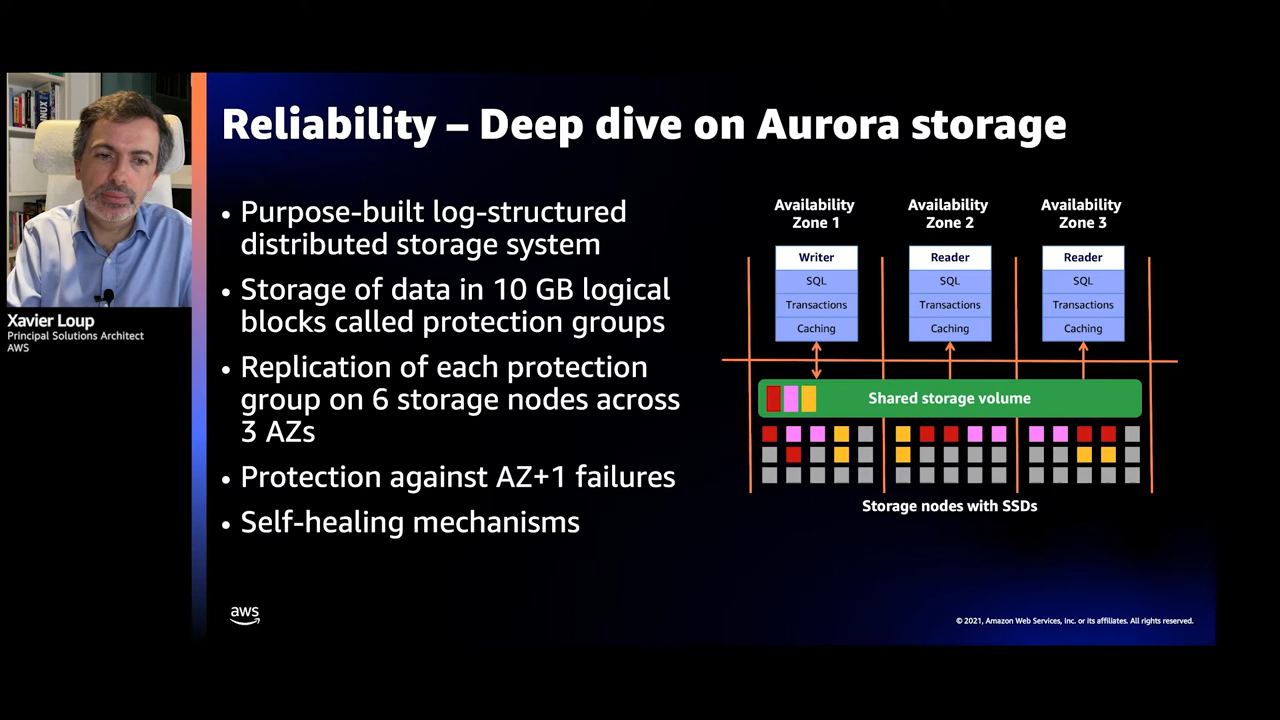 Reliability – Deep dive on Aurora storage
Xavier Loup
Principal Solutions Architect
AWS
• Purpose-built log-structured
distributed storage system
• Storage of data in 10 GB logical
blocks called protection groups
• Replication of each protection
group on 6 storage nodes across
3 AZs
• Protection against AZ+1 failures
• Self-healing mechanisms
Availability
Zone 1
Availability
Zone 2
Availability
Zone 3
Writer
SQL
Transactions
Caching
Reader
SQL
Transactions
Caching
Reader
SQL
Transactions
Caching
Shared storage volume
Storage nodes with SSDs
aws
© 2021, Amazon Web Services, Inc. or its affiliates. All rights reserved.